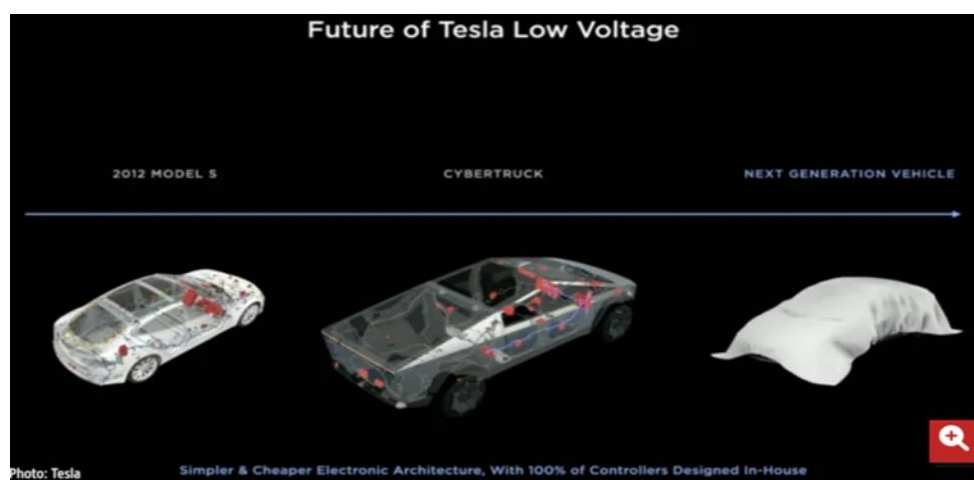 Future of Tesla Low Voltage
2012 MODEL S
CYBERTRUCK
NEXT GENERATION VEHICLE
Simpler & Cheaper Electronic Architecture, With 100% of Controllers Designed In-House
Photo: Tesla